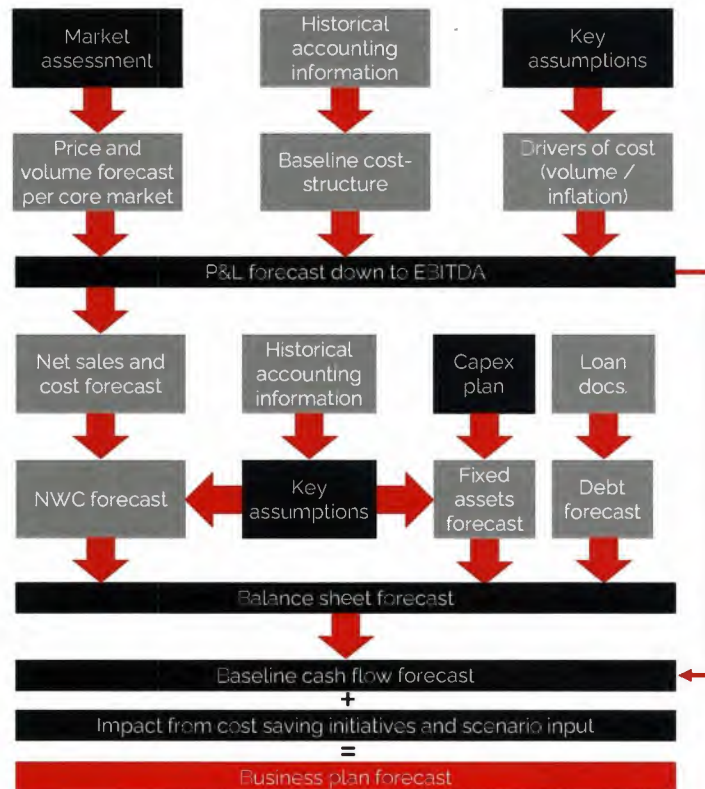 Market
assessment
Historical
accounting
information
Key
assumptions
Price and
volume forecast
per core market
Baseline cost-
structure
Drivers of cost
(volume /
inflation)
P&L forecast down to EBITDA
Net sales and
cost forecast
Historical
accounting
information
Capex
plan
Loan
docs.
NWC forecast
Key
assumptions
Fixed
assets
forecast
Debt
forecast
Balance sheet forecast
Baseline cash flow forecast
+
Impact from cost saving initiatives and scenario input
=
Business plan forecast